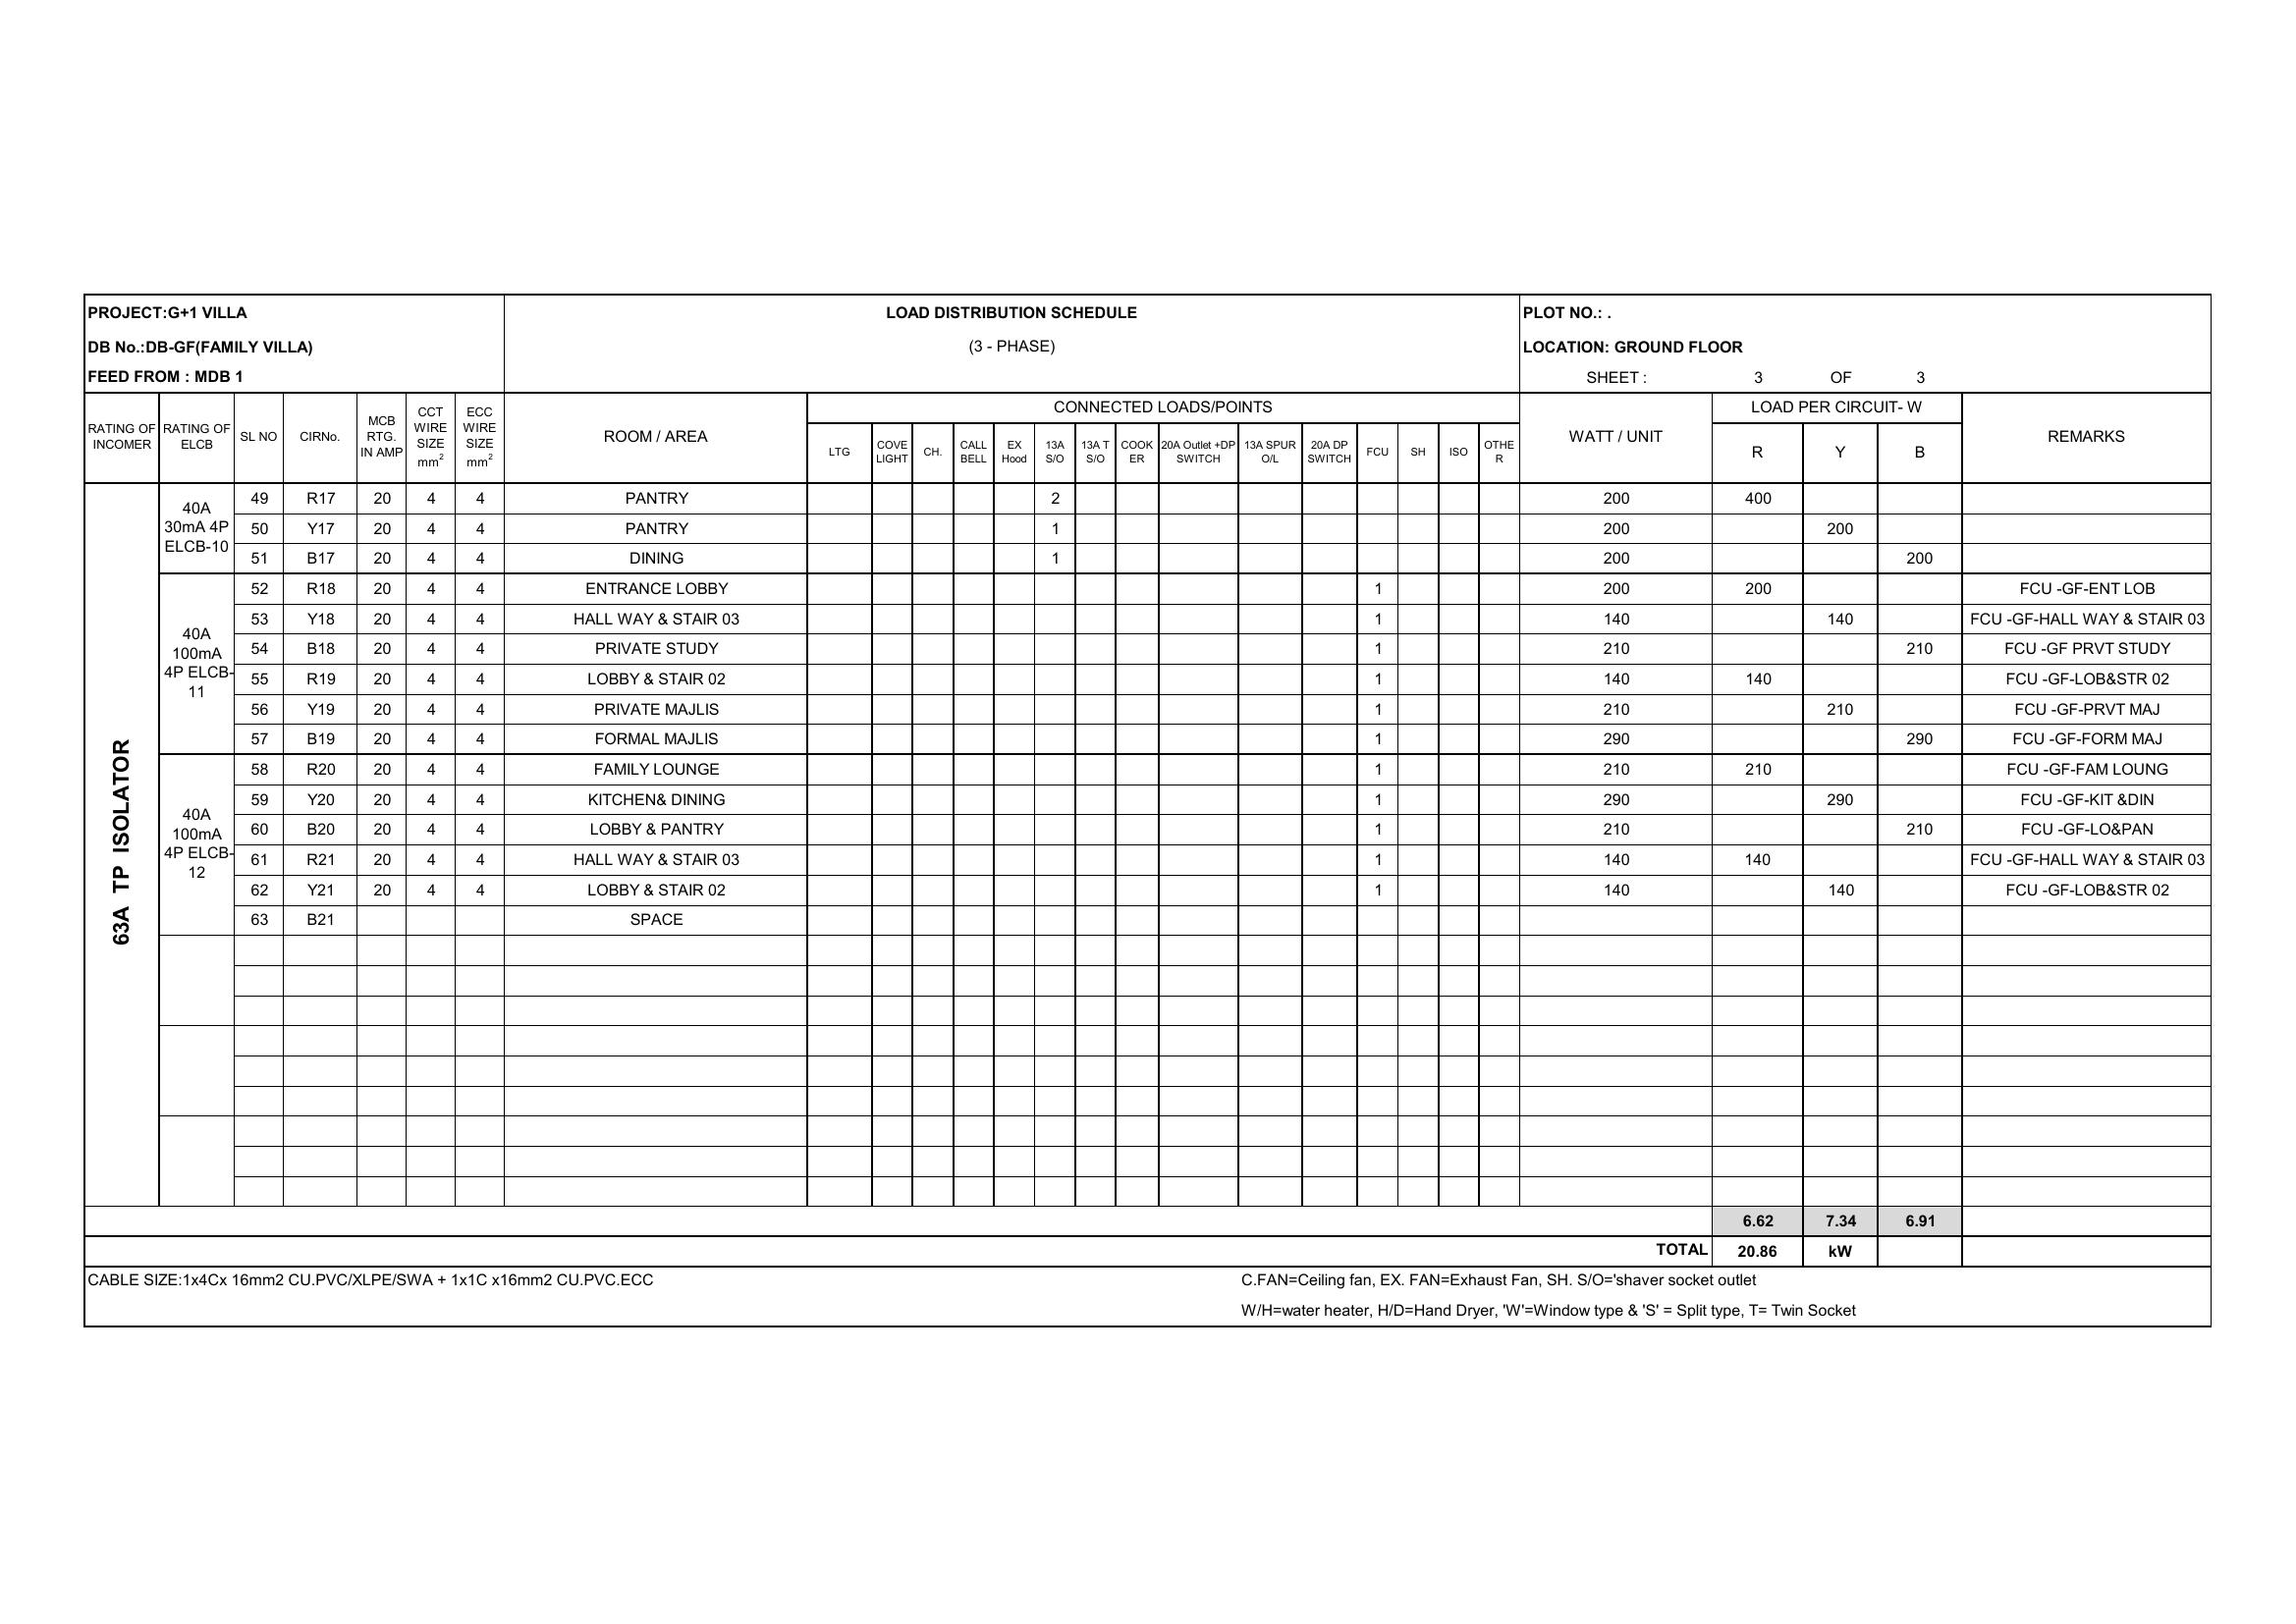 PROJECT:G+1 VILLA
LOAD DISTRIBUTION SCHEDULE
PLOT NO.: .
DB No.:DB-GF(FAMILY VILLA)
(3 - PHASE)
LOCATION: GROUND FLOOR
FEED FROM : MDB 1
SHEET : 3 OF 3
RATING OF INCOMER
RATING OF ELCB
SL NO
CIRNo.
MCB RTG. IN AMP
CCT WIRE SIZE mm2
ECC WIRE SIZE mm2
ROOM / AREA
CONNECTED LOADS/POINTS
LTG
COVE LIGHT
CH.
CALL BELL
EX Hood
13A S/O
13A T S/O
COOK ER
20A Outlet +DP SWITCH
13A SPUR O/L
20A DP SWITCH
FCU
SH
ISO
OTHE R
WATT / UNIT
LOAD PER CIRCUIT- W
R Y B
REMARKS
63A TP ISOLATOR
40A
30mA 4P
ELCB-10
49 R17 20 4 4 PANTRY 2 200 400
50 Y17 20 4 4 PANTRY 1 200 200
51 B17 20 4 4 DINING 1 200 200
40A
100mA
4P ELCB-
11
52 R18 20 4 4 ENTRANCE LOBBY 1 200 200 FCU -GF-ENT LOB
53 Y18 20 4 4 HALL WAY & STAIR 03 1 140 140 FCU -GF-HALL WAY & STAIR 03
54 B18 20 4 4 PRIVATE STUDY 1 210 210 FCU -GF PRVT STUDY
55 R19 20 4 4 LOBBY & STAIR 02 1 140 140 FCU -GF-LOB&STR 02
56 Y19 20 4 4 PRIVATE MAJLIS 1 210 210 FCU -GF-PRVT MAJ
57 B19 20 4 4 FORMAL MAJLIS 1 290 290 FCU -GF-FORM MAJ
40A
100mA
4P ELCB-
12
58 R20 20 4 4 FAMILY LOUNGE 1 210 210 FCU -GF-FAM LOUNG
59 Y20 20 4 4 KITCHEN& DINING 1 290 290 FCU -GF-KIT &DIN
60 B20 20 4 4 LOBBY & PANTRY 1 210 210 FCU -GF-LO&PAN
61 R21 20 4 4 HALL WAY & STAIR 03 1 140 140 FCU -GF-HALL WAY & STAIR 03
62 Y21 20 4 4 LOBBY & STAIR 02 1 140 140 FCU -GF-LOB&STR 02
63 B21 SPACE
6.62 7.34 6.91
TOTAL 20.86 kW
CABLE SIZE:1x4Cx 16mm2 CU.PVC/XLPE/SWA + 1x1C x16mm2 CU.PVC.ECC
C.FAN=Ceiling fan, EX. FAN=Exhaust Fan, SH. S/O='shaver socket outlet
W/H=water heater, H/D=Hand Dryer, 'W'=Window type & 'S' = Split type, T= Twin Socket